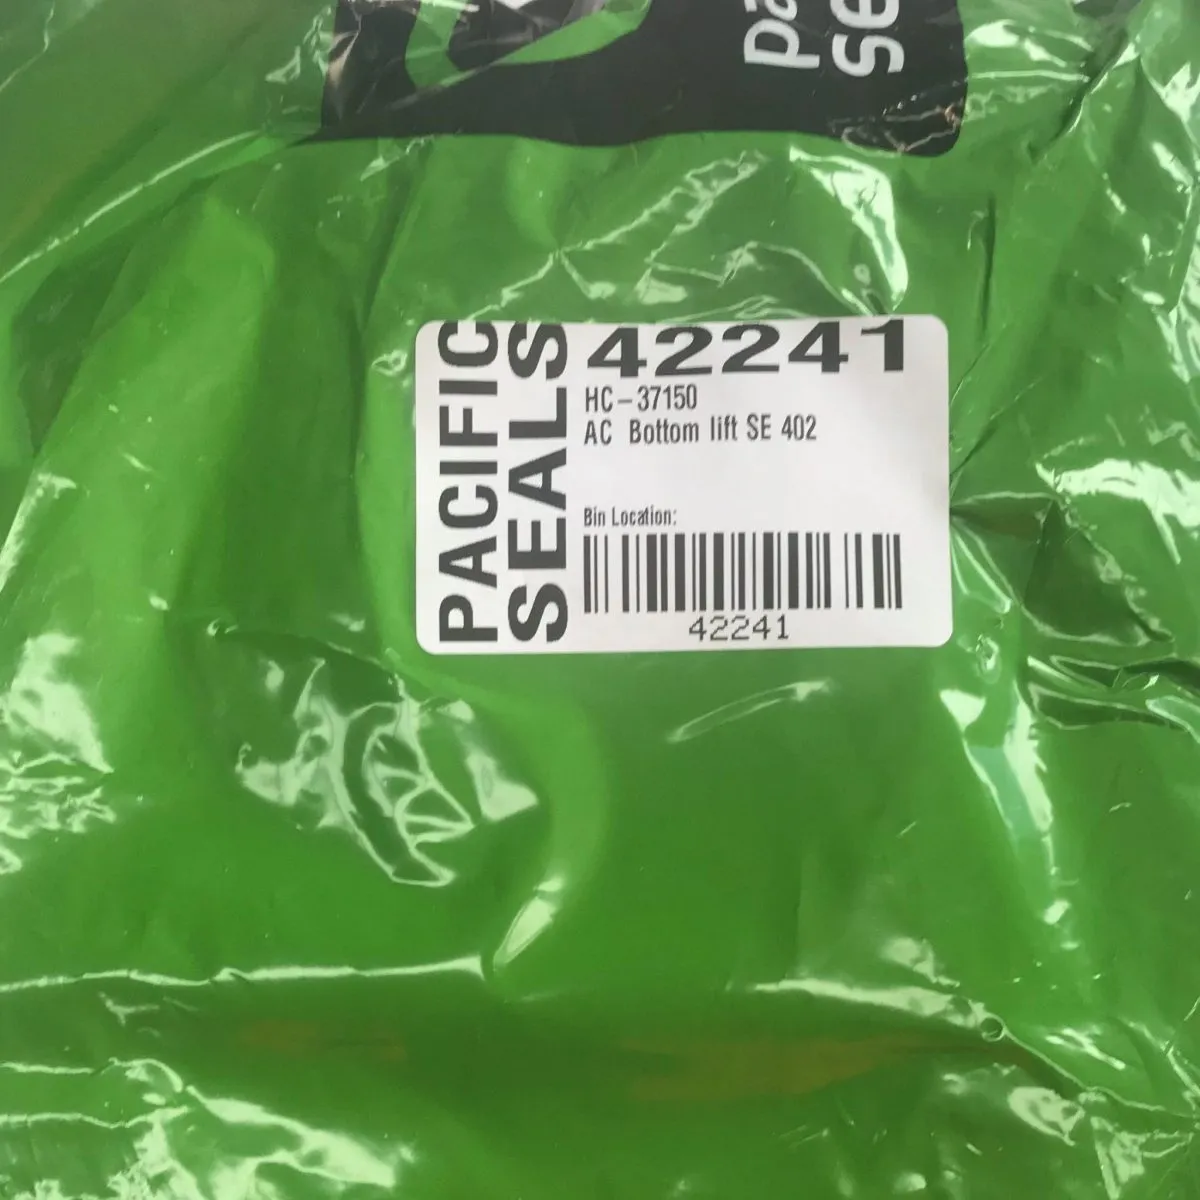 PACIFIC
SEALS
42241
HC-37150
AC Bottom lift SE 402
Bin Location:
42241